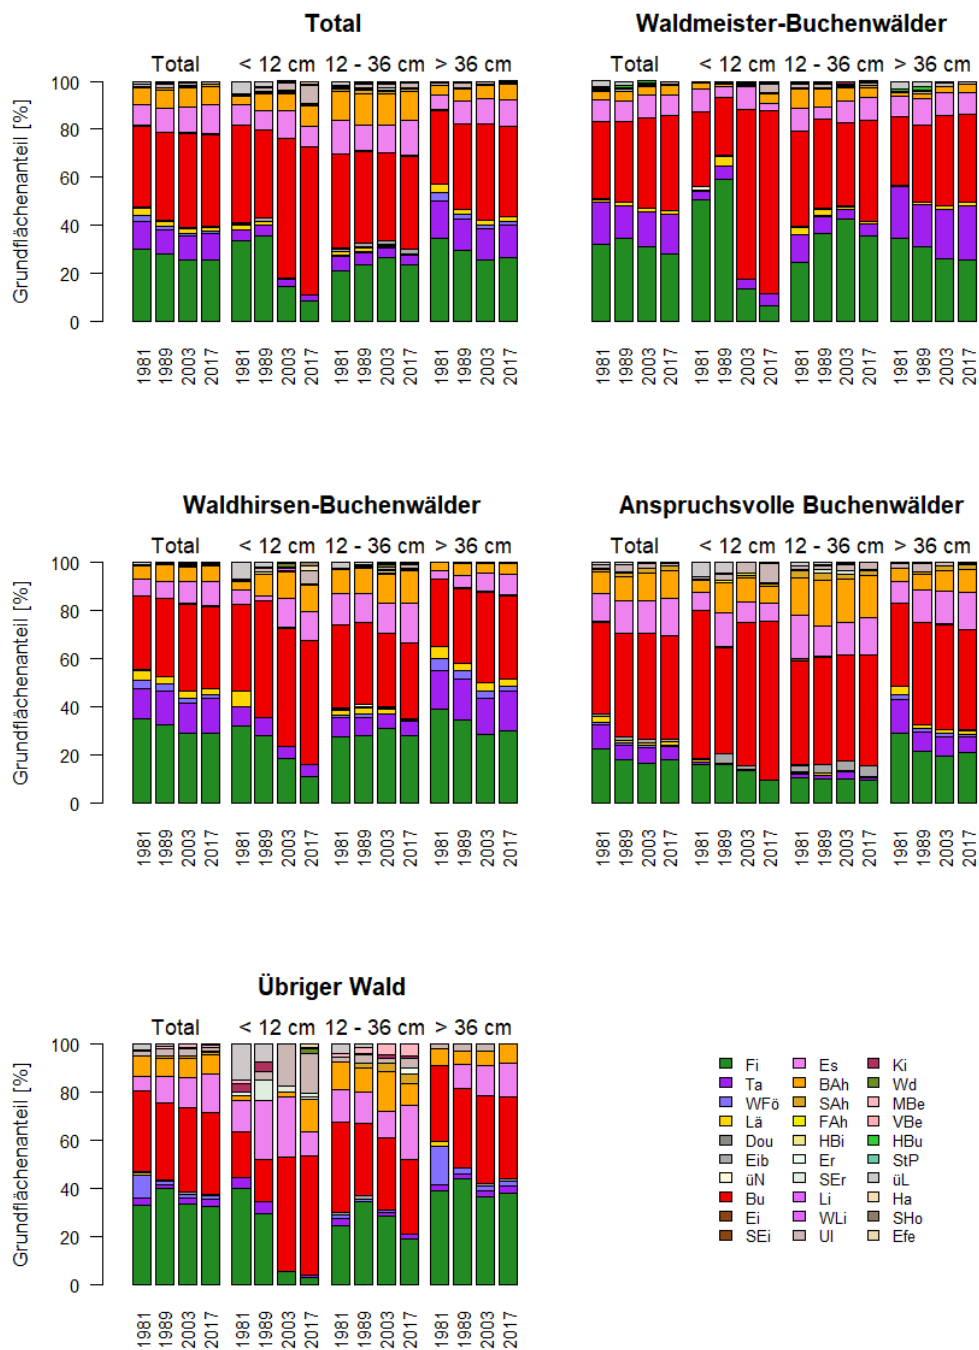 Total
Total < 12 cm 12 - 36 cm > 36 cm
Grundflächenanteil [%]
100
80
60
40
20
0
1981 1989 2003 2017 1981 1989 2003 2017 1981 1989 2003 2017 1981 1989 2003 2017
Waldmeister-Buchenwälder
Total < 12 cm 12 - 36 cm > 36 cm
1981 1989 2003 2017 1981 1989 2003 2017 1981 1989 2003 2017 1981 1989 2003 2017
Waldhirsen-Buchenwälder
Total < 12 cm 12 - 36 cm > 36 cm
Grundflächenanteil [%]
100
80
60
40
20
0
1981 1989 2003 2017 1981 1989 2003 2017 1981 1989 2003 2017 1981 1989 2003 2017
Anspruchsvolle Buchenwälder
Total < 12 cm 12 - 36 cm > 36 cm
1981 1989 2003 2017 1981 1989 2003 2017 1981 1989 2003 2017 1981 1989 2003 2017
Übriger Wald
Total < 12 cm 12 - 36 cm > 36 cm
Grundflächenanteil [%]
100
80
60
40
20
0
1981 1989 2003 2017 1981 1989 2003 2017 1981 1989 2003 2017 1981 1989 2003 2017
Fi Es Ki
Ta BAh Wd
WFö SAh MBe
Lä FAh VBe
Dou HBi HBu
Eib Er StP
üN SEr üL
Bu Li Ha
Ei WLi SHo
SEi Ul Efe